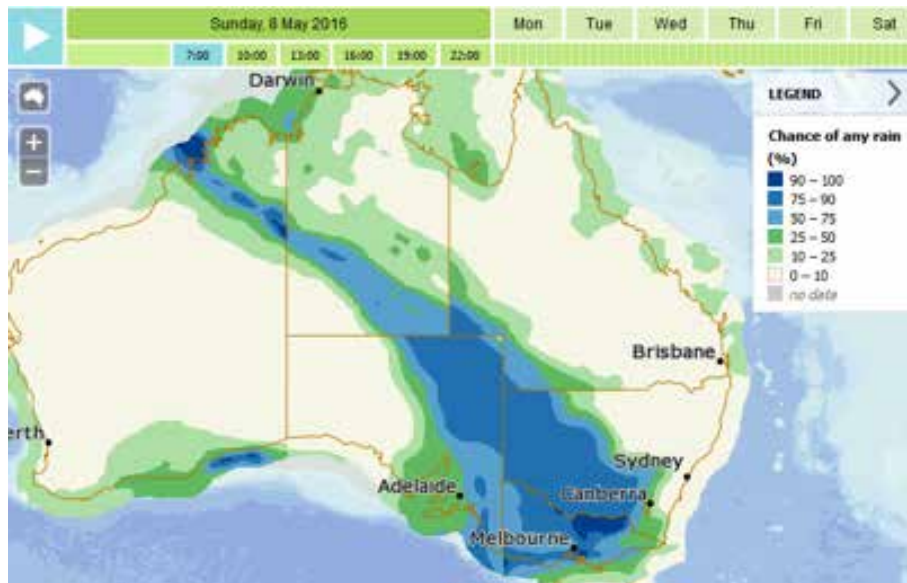 Sunday, 8 May 2016
Mon Tue Wed Thu Fri Sat
7:00 10:00 13:00 16:00 19:00 22:00
Darwin
LEGEND
+
−
Chance of any rain
(%)
90 – 100
75 – 90
50 – 75
25 – 50
10 – 25
0 – 10
no data
Brisbane
erth
Sydney
Adelaide
Canberra
Melbourne